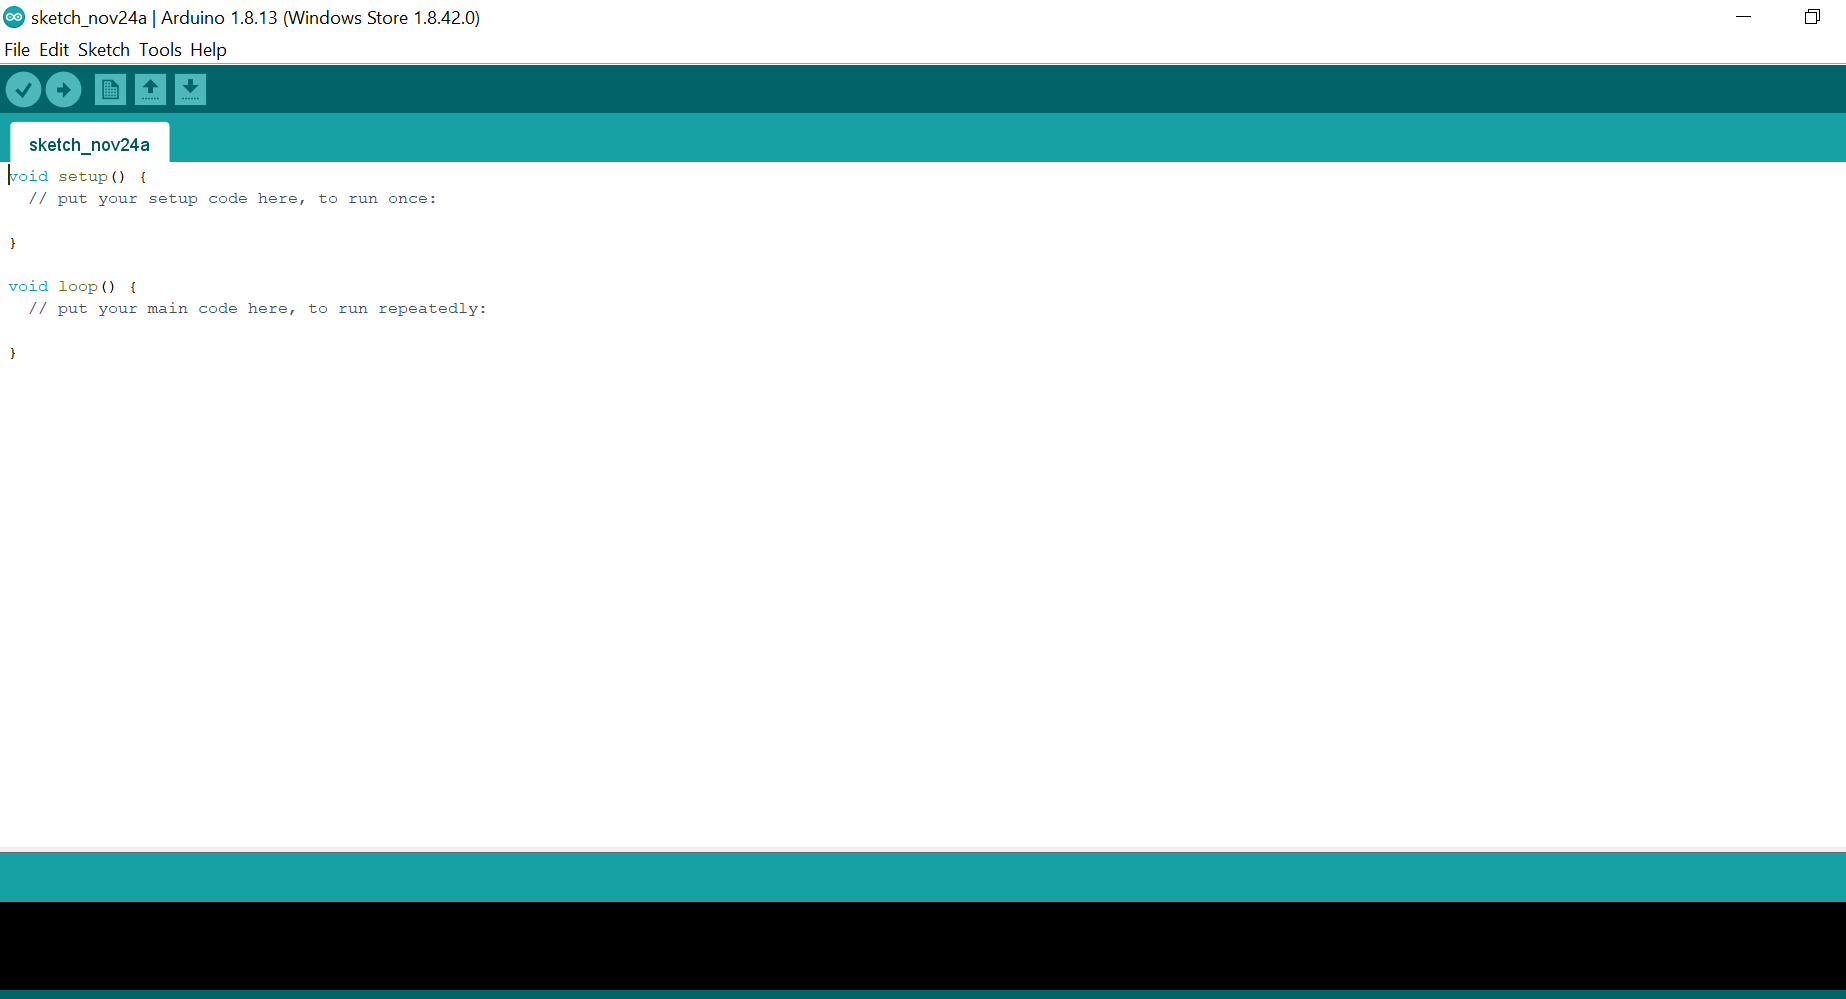 sketch_nov24a | Arduino 1.8.13 (Windows Store 1.8.42.0)
File Edit Sketch Tools Help
sketch_nov24a
void setup() {
  // put your setup code here, to run once:
}
void loop() {
  // put your main code here, to run repeatedly:
}